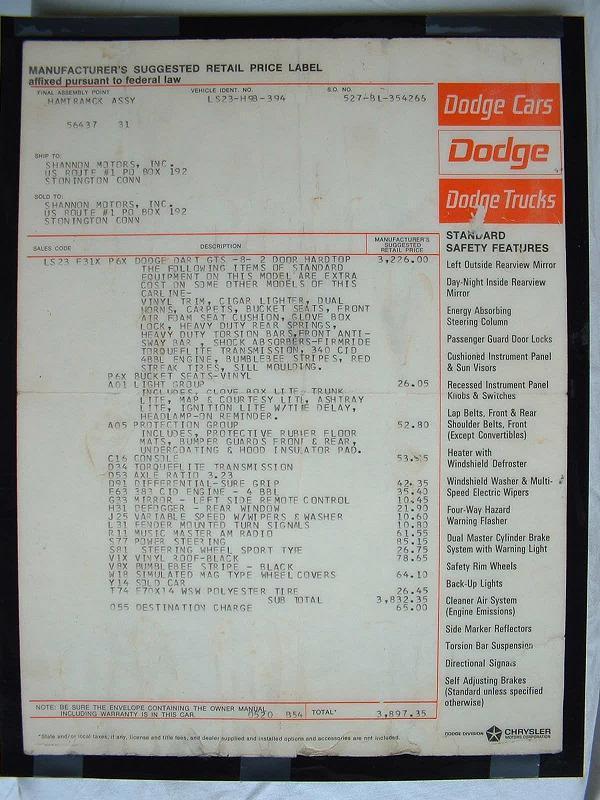 MANUFACTURER'S SUGGESTED RETAIL PRICE LABEL
affixed pursuant to federal law
FINAL ASSEMBLY POINT VEHICLE IDENT. NO. S.O. NO.
HAMTRAMCK ASSY LS23-H9B-394 527-BL-354265
56437 31
SHIP TO:
SHANNON MOTORS, INC.
US ROUTE #1 PO BOX 192
STONINGTON CONN
SOLD TO:
SHANNON MOTORS, INC.
US ROUTE #1 PO BOX 192
STONINGTON CONN
SALES CODE DESCRIPTION MANUFACTURER'S SUGGESTED RETAIL PRICE
LS23 E31X P6X DODGE DART GTS -8- 2 DOOR HARDTOP 3,226.00
THE FOLLOWING ITEMS OF STANDARD
EQUIPMENT ON THIS MODEL ARE EXTRA
COST ON SOME OTHER MODELS OF THIS
CARLINE-
VINYL TRIM, CIGAR LIGHTER, DUAL
HORNS, CARPETS, BUCKET SEATS, FRONT
AIR FOAM SEAT CUSHION, GLOVE BOX
LOCK, HEAVY DUTY REAR SPRINGS,
HEAVY DUTY TORSION BARS,FRONT ANTI-
SWAY BAR , SHOCK ABSORBERS-FIRMRIDE
TORQUEFLITE TRANSMISSION, 340 CID
4BBL ENGINE, BUMBLEBEE STRIPES, RED
STREAK TIRES, SILL MOULDING.
P6X BUCKET SEATS-VINYL
A01 LIGHT GROUP 26.05
INCLUDES, GLOVE BOX LITE- TRUNK
LITE, MAP & COURTESY LITE, ASHTRAY
LITE, IGNITION LITE W/TIME DELAY,
HEADLAMP-ON REMINDER.
A05 PROTECTION GROUP 52.80
INCLUDES, PROTECTIVE RUBBER FLOOR
MATS, BUMPER GUARDS FRONT & REAR,
UNDERCOATING & HOOD INSULATOR PAD.
C16 CONSOLE
D34 TORQUEFLITE TRANSMISSION
D53 AXLE RATIO 3.23
D91 DIFFERENTIAL-SURE GRIP 42.35
E63 383 CID ENGINE - 4 BBL 35.40
G33 MIRROR - LEFT SIDE REMOTE CONTROL 10.45
H31 DEFOGGER - REAR WINDOW 21.90
J25 VARIABLE SPEED W/WIPERS & WASHER 10.60
L31 FENDER MOUNTED TURN SIGNALS 10.80
R11 MUSIC MASTER AM RADIO 61.55
S77 POWER STEERING 85.15
S81 STEERING WHEEL SPORT TYPE 26.75
V1X VINYL ROOF-BLACK 78.65
V8X BUMBLEBEE STRIPE - BLACK
W18 SIMULATED MAG TYPE WHEEL COVERS 64.10
Y14 SOLD CAR
T74 E70X14 WSW POLYESTER TIRE 26.45
SUB TOTAL 3,832.35
055 DESTINATION CHARGE 65.00
NOTE: BE SURE THE ENVELOPE CONTAINING THE OWNER MANUAL
INCLUDING WARRANTY IS IN THIS CAR. 0520 B54 TOTAL* 3,897.35
*State and/or local taxes, if any, license and title fees, and dealer supplied and installed options and accessories are not included.
Dodge Cars
Dodge
Dodge Trucks
STANDARD
SAFETY FEATURES
Left Outside Rearview Mirror
Day-Night Inside Rearview
Mirror
Energy Absorbing
Steering Column
Passenger Guard Door Locks
Cushioned Instrument Panel
& Sun Visors
Recessed Instrument Panel
Knobs & Switches
Lap Belts, Front & Rear
Shoulder Belts, Front
(Except Convertibles)
Heater with
Windshield Defroster
Windshield Washer & Multi-
Speed Electric Wipers
Four-Way Hazard
Warning Flasher
Dual Master Cylinder Brake
System with Warning Light
Safety Rim Wheels
Back-Up Lights
Cleaner Air System
(Engine Emissions)
Side Marker Reflectors
Torsion Bar Suspension
Directional Signals
Self Adjusting Brakes
(Standard unless specified
otherwise)
DODGE DIVISION CHRYSLER
MOTORS CORPORATION